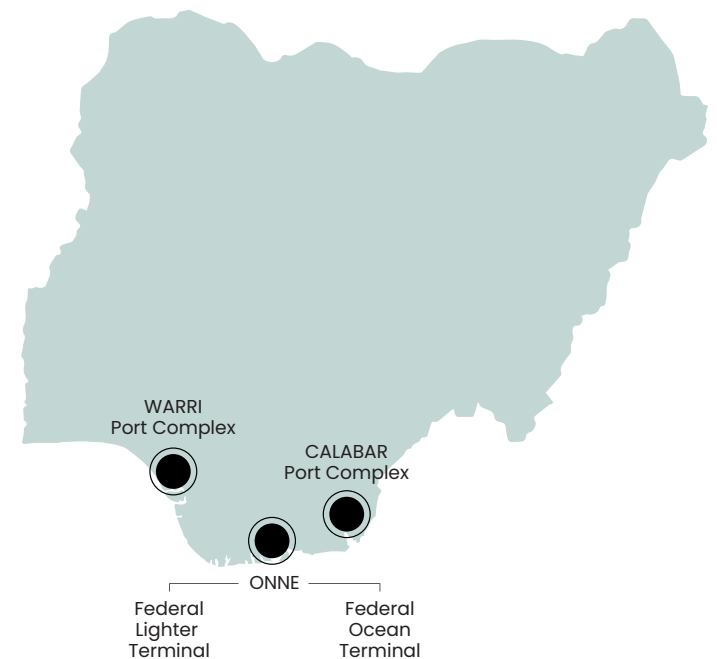 WARRI
Port Complex
CALABAR
Port Complex
ONNE
Federal
Lighter
Terminal
Federal
Ocean
Terminal